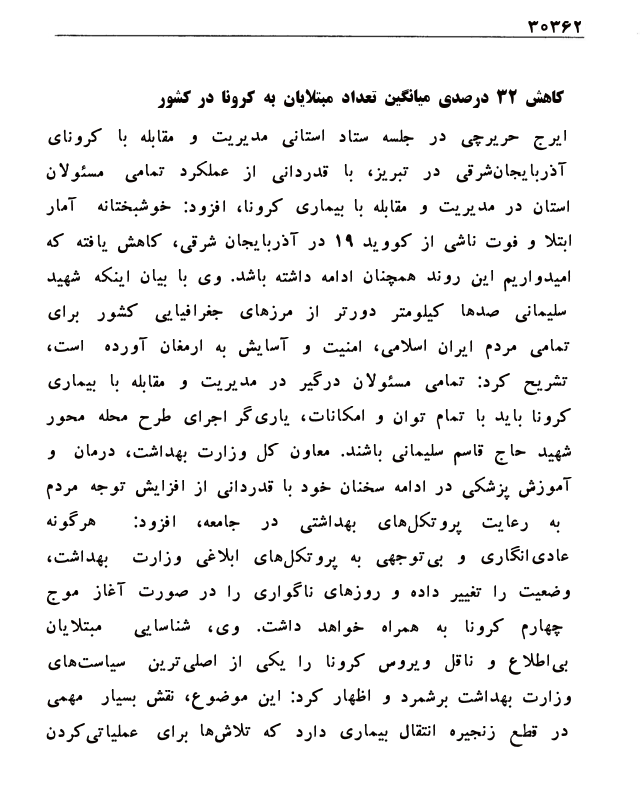 ۳۰۳۶۲
کاهش ۳۲ درصدی میانگین تعداد مبتلایان به کرونا در کشور
ایرج حریرچی در جلسه ستاد استانی مدیریت و مقابله با کرونای
آذربایجان‌شرقی در تبریز، با قدردانی از عملکرد تمامی مسئولان
استان در مدیریت و مقابله با بیماری کرونا، افزود: خوشبختانه آمار
ابتلا و فوت ناشی از کووید ۱۹ در آذربایجان شرقی، کاهش یافته که
امیدواریم این روند همچنان ادامه داشته باشد. وی با بیان اینکه شهید
سلیمانی صدها کیلومتر دورتر از مرزهای جغرافیایی کشور برای
تمامی مردم ایران اسلامی، امنیت و آسایش به ارمغان آورده است،
تشریح کرد: تمامی مسئولان درگیر در مدیریت و مقابله با بیماری
کرونا باید با تمام توان و امکانات، یاری‌گر اجرای طرح محله محور
شهید حاج قاسم سلیمانی باشند. معاون کل وزارت بهداشت، درمان و
آموزش پزشکی در ادامه سخنان خود با قدردانی از افزایش توجه مردم
به رعایت پروتکل‌های بهداشتی در جامعه، افزود: هرگونه
عادی‌انگاری و بی‌توجهی به پروتکل‌های ابلاغی وزارت بهداشت،
وضعیت را تغییر داده و روزهای ناگواری را در صورت آغاز موج
چهارم کرونا به همراه خواهد داشت. وی، شناسایی مبتلایان
بی‌اطلاع و ناقل ویروس کرونا را یکی از اصلی‌ترین سیاست‌های
وزارت بهداشت برشمرد و اظهار کرد: این موضوع، نقش بسیار مهمی
در قطع زنجیره انتقال بیماری دارد که تلاش‌ها برای عملیاتی‌کردن